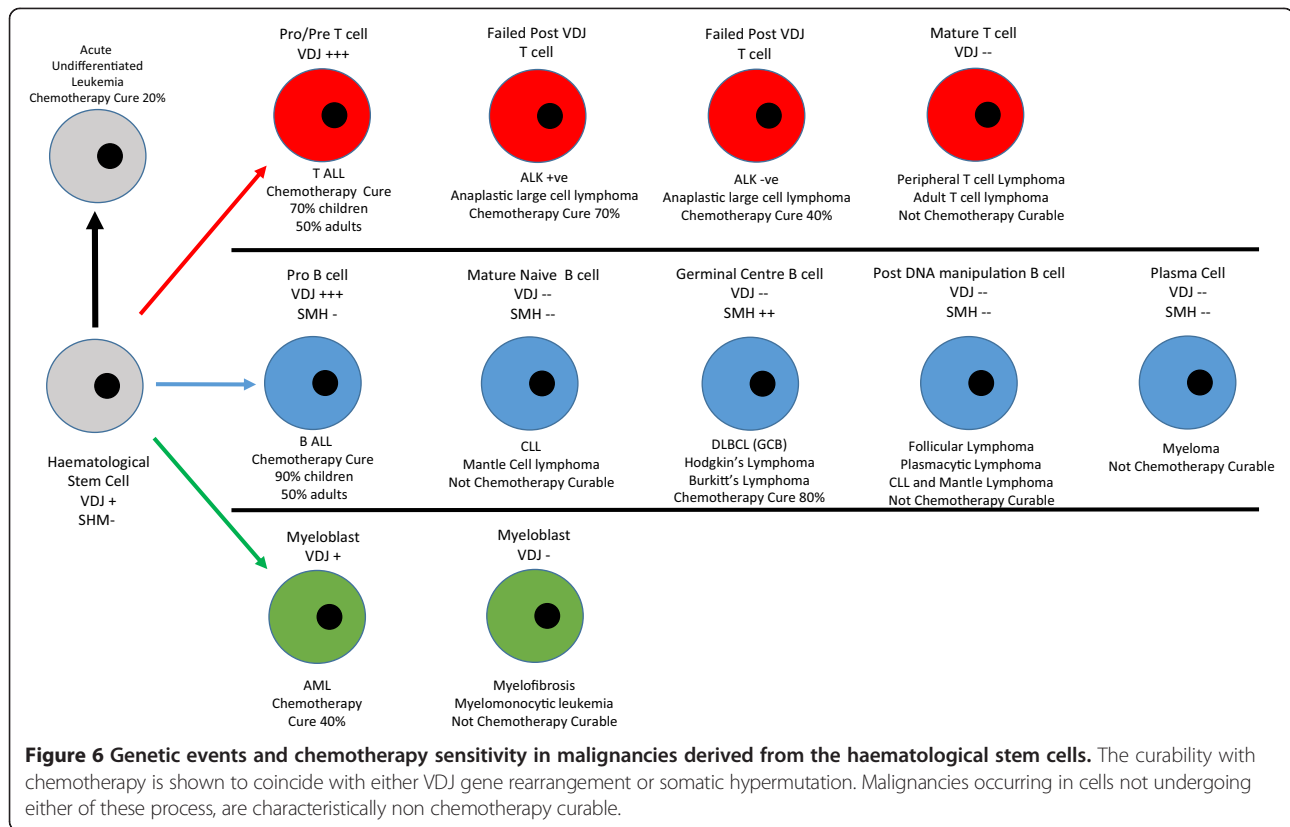 Acute
Undifferentiated
Leukemia
Chemotherapy Cure 20%
Pro/Pre T cell
VDJ +++
T ALL
Chemotherapy Cure
70% children
50% adults
Failed Post VDJ
T cell
ALK +ve
Anaplastic large cell lymphoma
Chemotherapy Cure 70%
Failed Post VDJ
T cell
ALK -ve
Anaplastic large cell lymphoma
Chemotherapy Cure 40%
Mature T cell
VDJ --
Peripheral T cell Lymphoma
Adult T cell lymphoma
Not Chemotherapy Curable
Haematological
Stem Cell
VDJ +
SHM-
Pro B cell
VDJ +++
SMH -
B ALL
Chemotherapy Cure
90% children
50% adults
Mature Naive B cell
VDJ --
SMH --
CLL
Mantle Cell lymphoma
Not Chemotherapy Curable
Germinal Centre B cell
VDJ --
SMH ++
DLBCL (GCB)
Hodgkin's Lymphoma
Burkitt's Lymphoma
Chemotherapy Cure 80%
Post DNA manipulation B cell
VDJ --
SMH --
Follicular Lymphoma
Plasmacytic Lymphoma
CLL and Mantle Lymphoma
Not Chemotherapy Curable
Plasma Cell
VDJ --
SMH --
Myeloma
Not Chemotherapy Curable
Myeloblast
VDJ +
AML
Chemotherapy
Cure 40%
Myeloblast
VDJ -
Myelofibrosis
Myelomonocytic leukemia
Not Chemotherapy Curable
Figure 6 Genetic events and chemotherapy sensitivity in malignancies derived from the haematological stem cells. The curability with
chemotherapy is shown to coincide with either VDJ gene rearrangement or somatic hypermutation. Malignancies occurring in cells not undergoing
either of these process, are characteristically non chemotherapy curable.